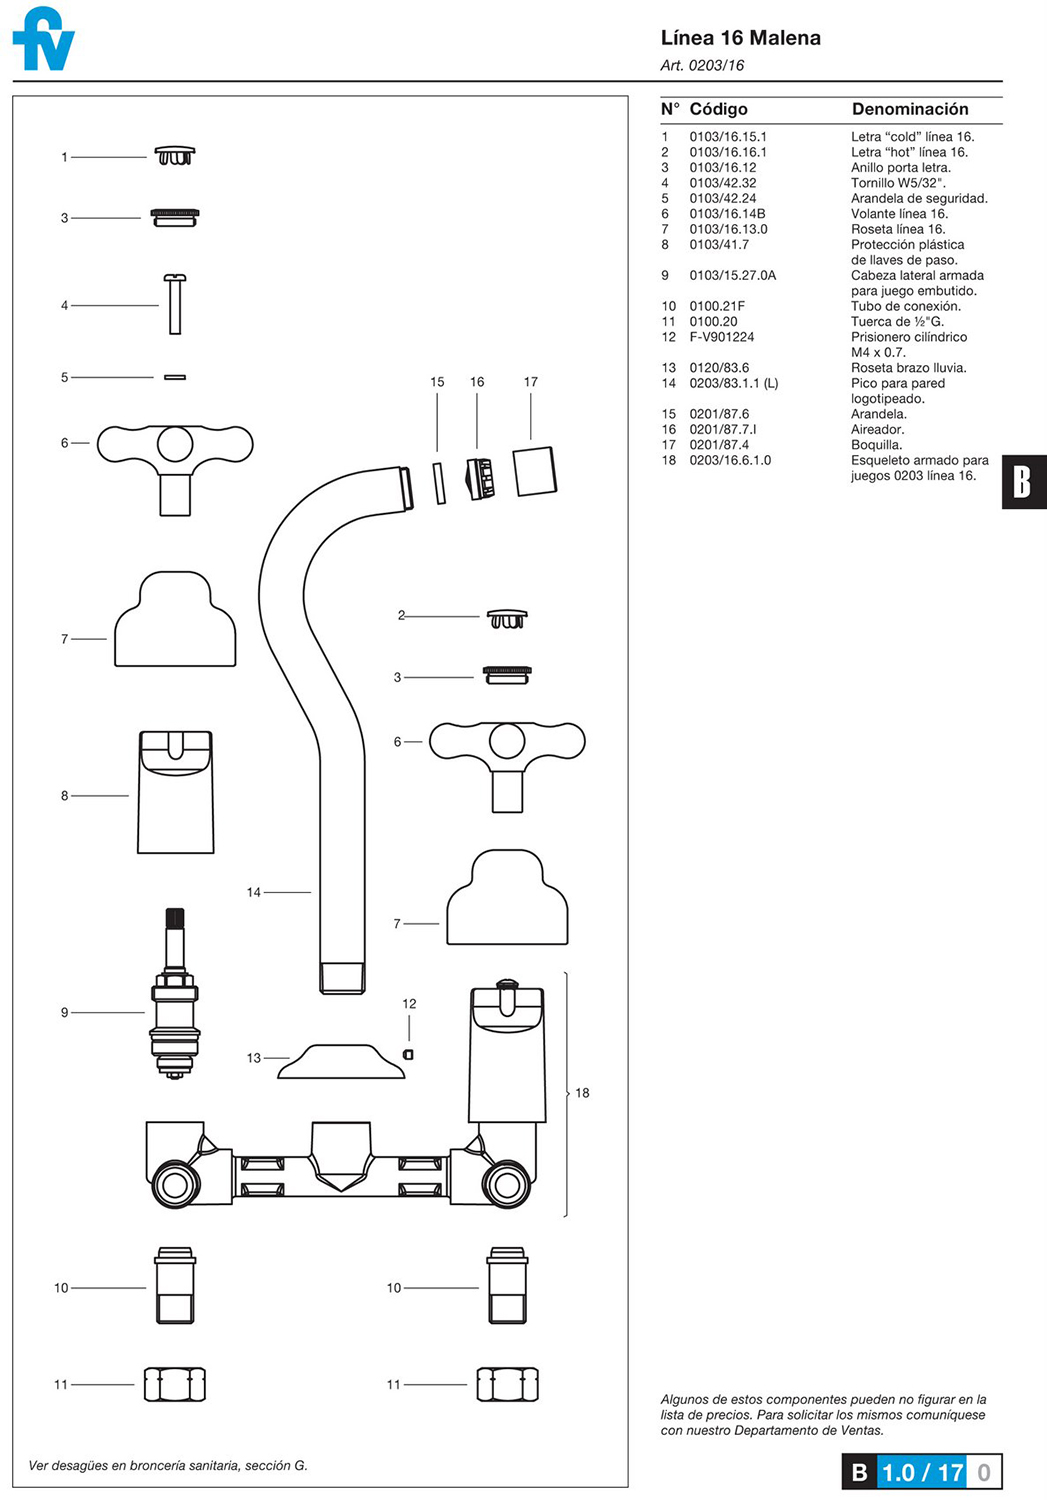 fv
Línea 16 Malena
Art. 0203/16
N° Código Denominación
1 0103/16.15.1 Letra “cold” línea 16.
2 0103/16.16.1 Letra “hot” línea 16.
3 0103/16.12 Anillo porta letra.
4 0103/42.32 Tornillo W5/32".
5 0103/42.24 Arandela de seguridad.
6 0103/16.14B Volante línea 16.
7 0103/16.13.0 Roseta línea 16.
8 0103/41.7 Protección plástica
de llaves de paso.
9 0103/15.27.0A Cabeza lateral armada
para juego embutido.
10 0100.21F Tubo de conexión.
11 0100.20 Tuerca de ½"G.
12 F-V901224 Prisionero cilíndrico
M4 x 0.7.
13 0120/83.6 Roseta brazo lluvia.
14 0203/83.1.1 (L) Pico para pared
logotipeado.
15 0201/87.6 Arandela.
16 0201/87.7.I Aireador.
17 0201/87.4 Boquilla.
18 0203/16.6.1.0 Esqueleto armado para
juegos 0203 línea 16.
B
1
3
4
5
6
15 16 17
7
2
3
6
8
14
7
9
12
13
18
10
10
11
11
Ver desagües en broncería sanitaria, sección G.
Algunos de estos componentes pueden no figurar en la
lista de precios. Para solicitar los mismos comuníquese
con nuestro Departamento de Ventas.
B 1.0 / 17 0